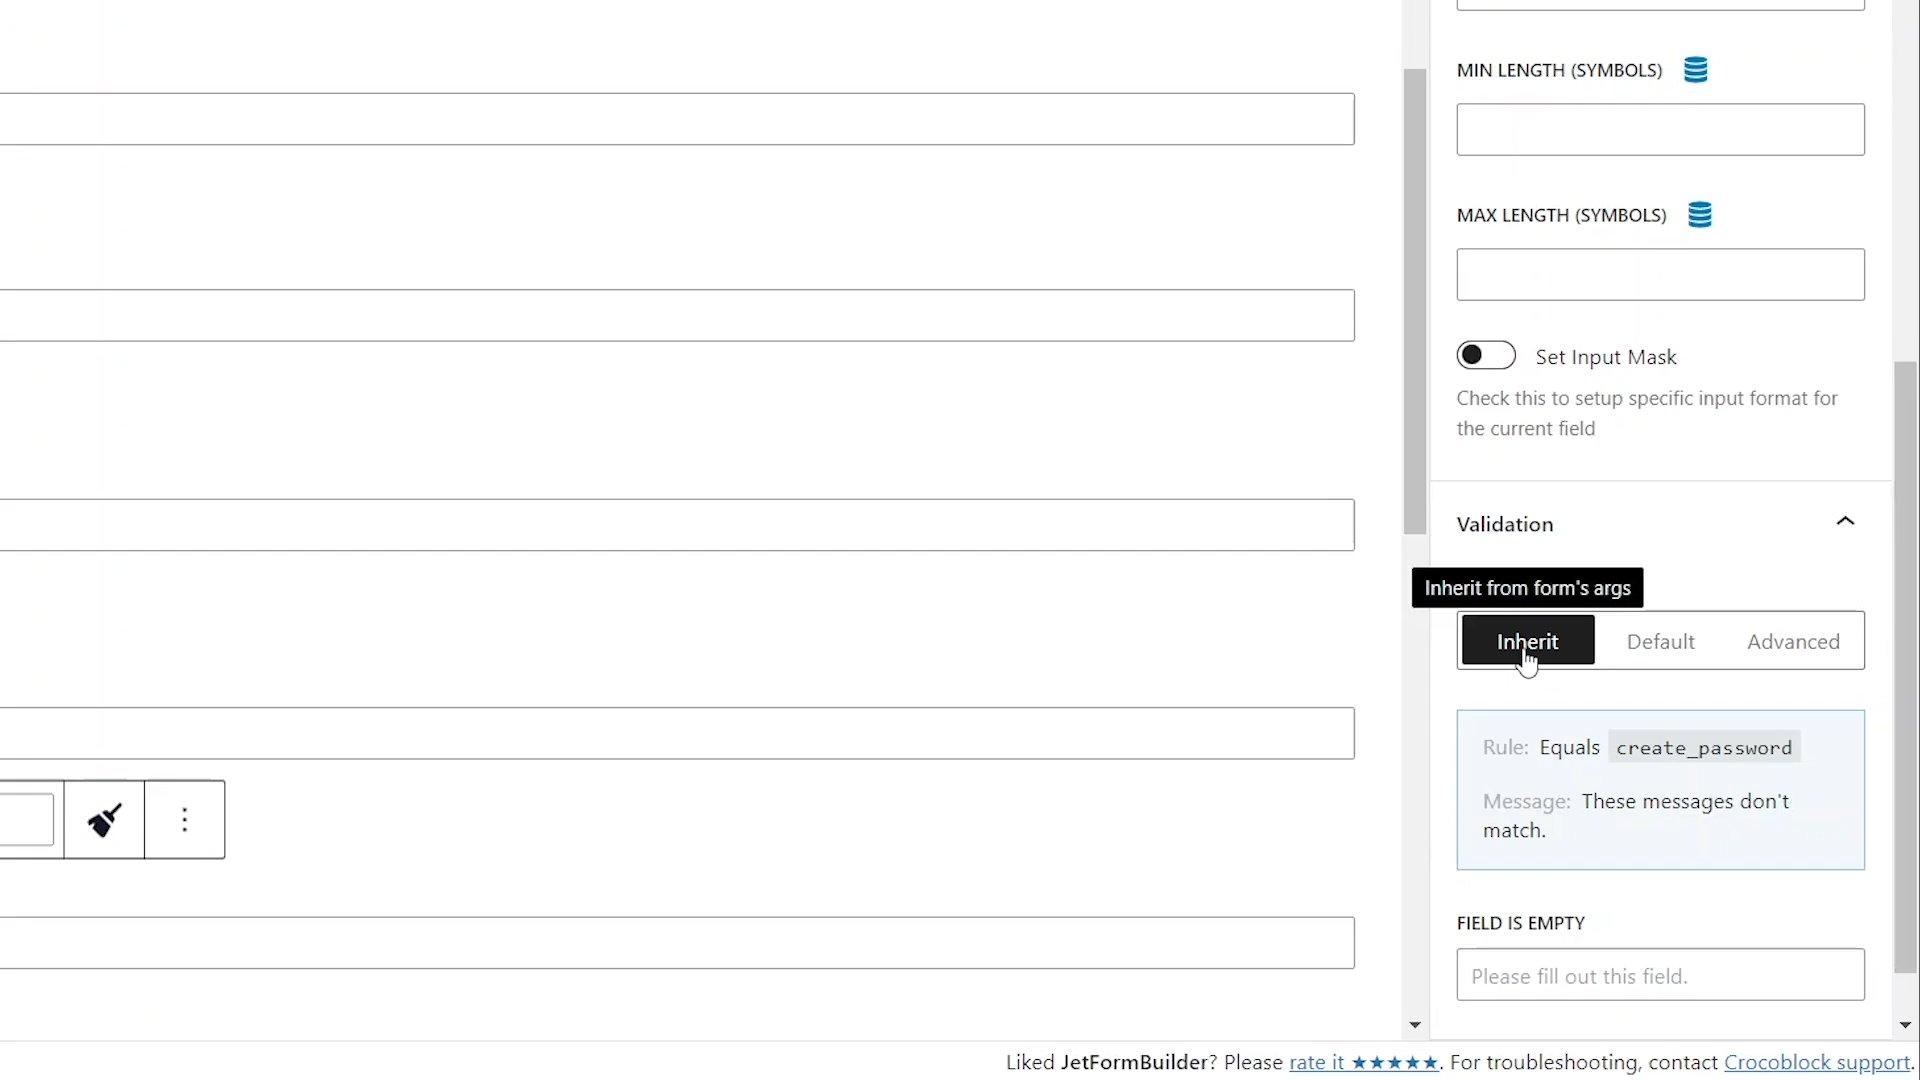 MIN LENGTH (SYMBOLS)
MAX LENGTH (SYMBOLS)
Set Input Mask
Check this to setup specific input format for
the current field
Validation
Inherit from form's args
Inherit Default Advanced
Rule: Equals create_password
Message: These messages don't
match.
FIELD IS EMPTY
Please fill out this field.
Liked JetFormBuilder? Please rate it ★★★★★. For troubleshooting, contact Crocoblock support.